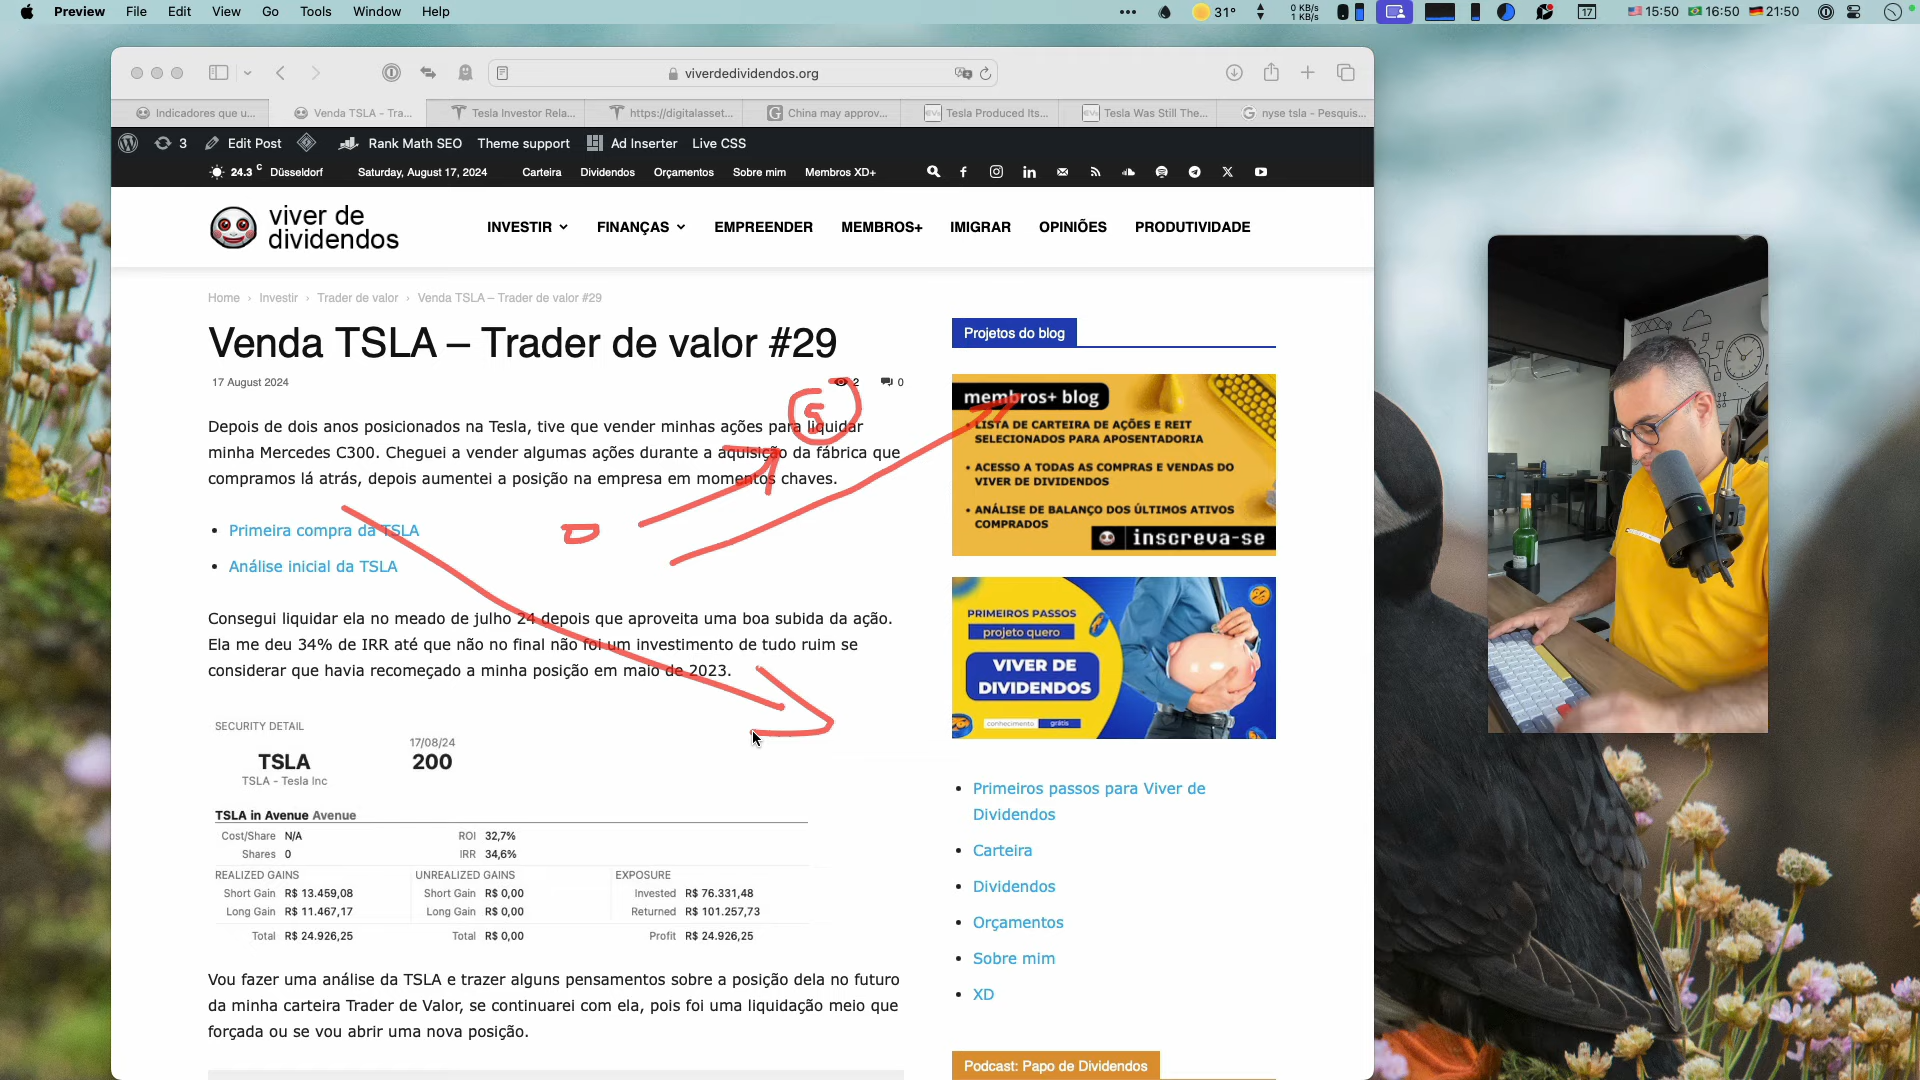 Preview File Edit View Go Tools Window Help
31° 0 KB/s 1 KB/s 17 15:50 16:50 21:50
viverdedividendos.org
Indicadores que u... Venda TSLA – Tra... Tesla Investor Rela... https://digitalasset... China may approv... Tesla Produced Its... Tesla Was Still The... nyse tsla - Pesquis...
3 Edit Post Rank Math SEO Theme support Ad Inserter Live CSS
24.3 C Düsseldorf Saturday, August 17, 2024 Carteira Dividendos Orçamentos Sobre mim Membros XD+
viver de
dividendos
INVESTIR FINANÇAS EMPREENDER MEMBROS+ IMIGRAR OPINIÕES PRODUTIVIDADE
Home › Investir › Trader de valor › Venda TSLA – Trader de valor #29
Venda TSLA – Trader de valor #29
17 August 2024 2 0
5
Depois de dois anos posicionados na Tesla, tive que vender minhas ações para liquidar
minha Mercedes C300. Cheguei a vender algumas ações durante a aquisição da fábrica que
compramos lá atrás, depois aumentei a posição na empresa em momentos chaves.
• Primeira compra da TSLA
• Análise inicial da TSLA
Consegui liquidar ela no meado de julho 24 depois que aproveita uma boa subida da ação.
Ela me deu 34% de IRR até que não no final não foi um investimento de tudo ruim se
considerar que havia recomeçado a minha posição em maio de 2023.
SECURITY DETAIL
17/08/24
TSLA 200
TSLA - Tesla Inc
TSLA in Avenue Avenue
Cost/Share N/A ROI 32,7%
Shares 0 IRR 34,6%
REALIZED GAINS UNREALIZED GAINS EXPOSURE
Short Gain R$ 13.459,08 Short Gain R$ 0,00 Invested R$ 76.331,48
Long Gain R$ 11.467,17 Long Gain R$ 0,00 Returned R$ 101.257,73
Total R$ 24.926,25 Total R$ 0,00 Profit R$ 24.926,25
Vou fazer uma análise da TSLA e trazer alguns pensamentos sobre a posição dela no futuro
da minha carteira Trader de Valor, se continuarei com ela, pois foi uma liquidação meio que
forçada ou se vou abrir uma nova posição.
Projetos do blog
membros+ blog
• LISTA DE CARTEIRA DE AÇÕES E REIT
SELECIONADOS PARA APOSENTADORIA
• ACESSO A TODAS AS COMPRAS E VENDAS DO
VIVER DE DIVIDENDOS
• ANÁLISE DE BALANÇO DOS ÚLTIMOS ATIVOS
COMPRADOS
inscreva-se
PRIMEIROS PASSOS
projeto quero
VIVER DE
DIVIDENDOS
conhecimento grátis
• Primeiros passos para Viver de
Dividendos
• Carteira
• Dividendos
• Orçamentos
• Sobre mim
• XD
Podcast: Papo de Dividendos